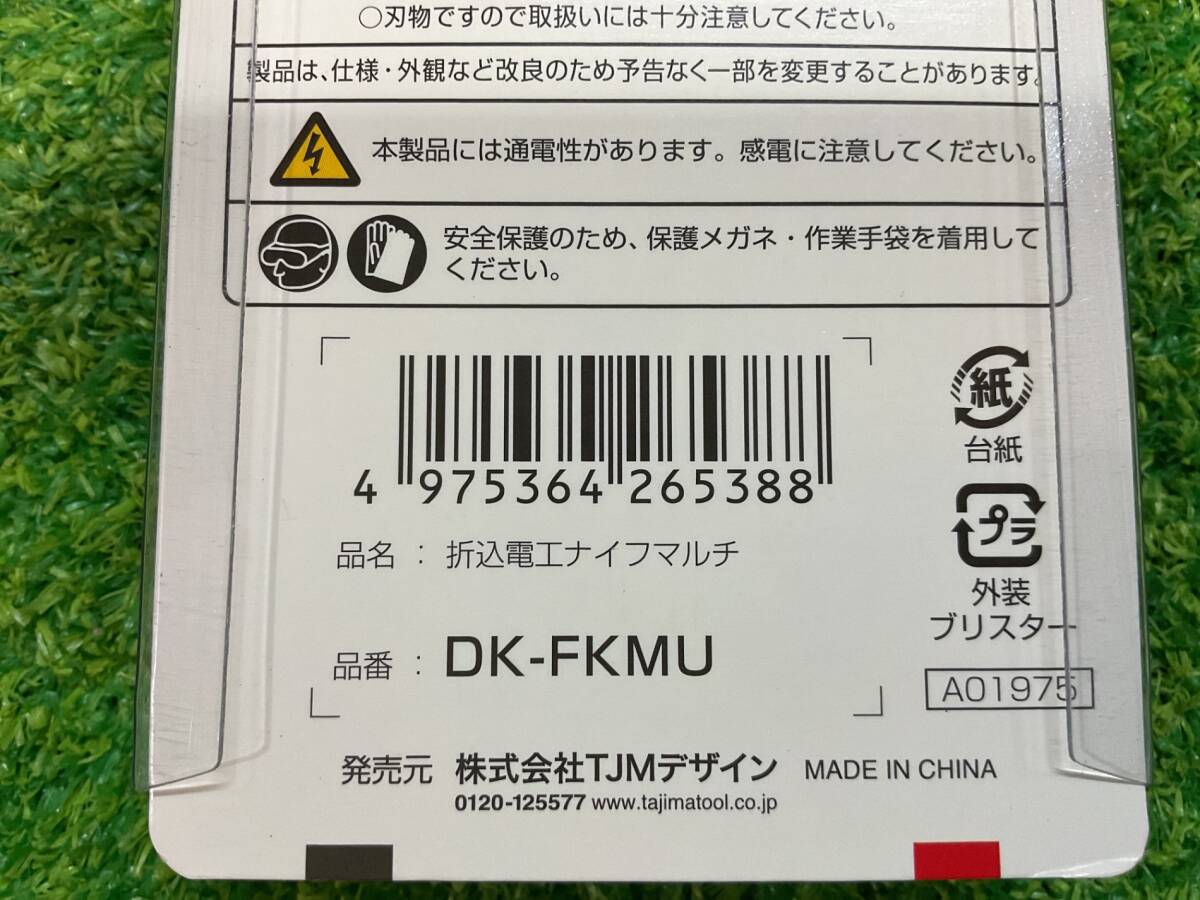 ○刃物ですので取扱いには十分注意してください。
製品は、仕様・外観など改良のため予告なく一部を変更することがあります。
本製品には通電性があります。感電に注意してください。
安全保護のため、保護メガネ・作業手袋を着用して
ください。
4 975364 265388
紙
台紙
プラ
外装
ブリスター
品名 : 折込電工ナイフマルチ
品番 : DK-FKMU
A01975
発売元 株式会社TJMデザイン MADE IN CHINA
0120-125577 www.tajimatool.co.jp